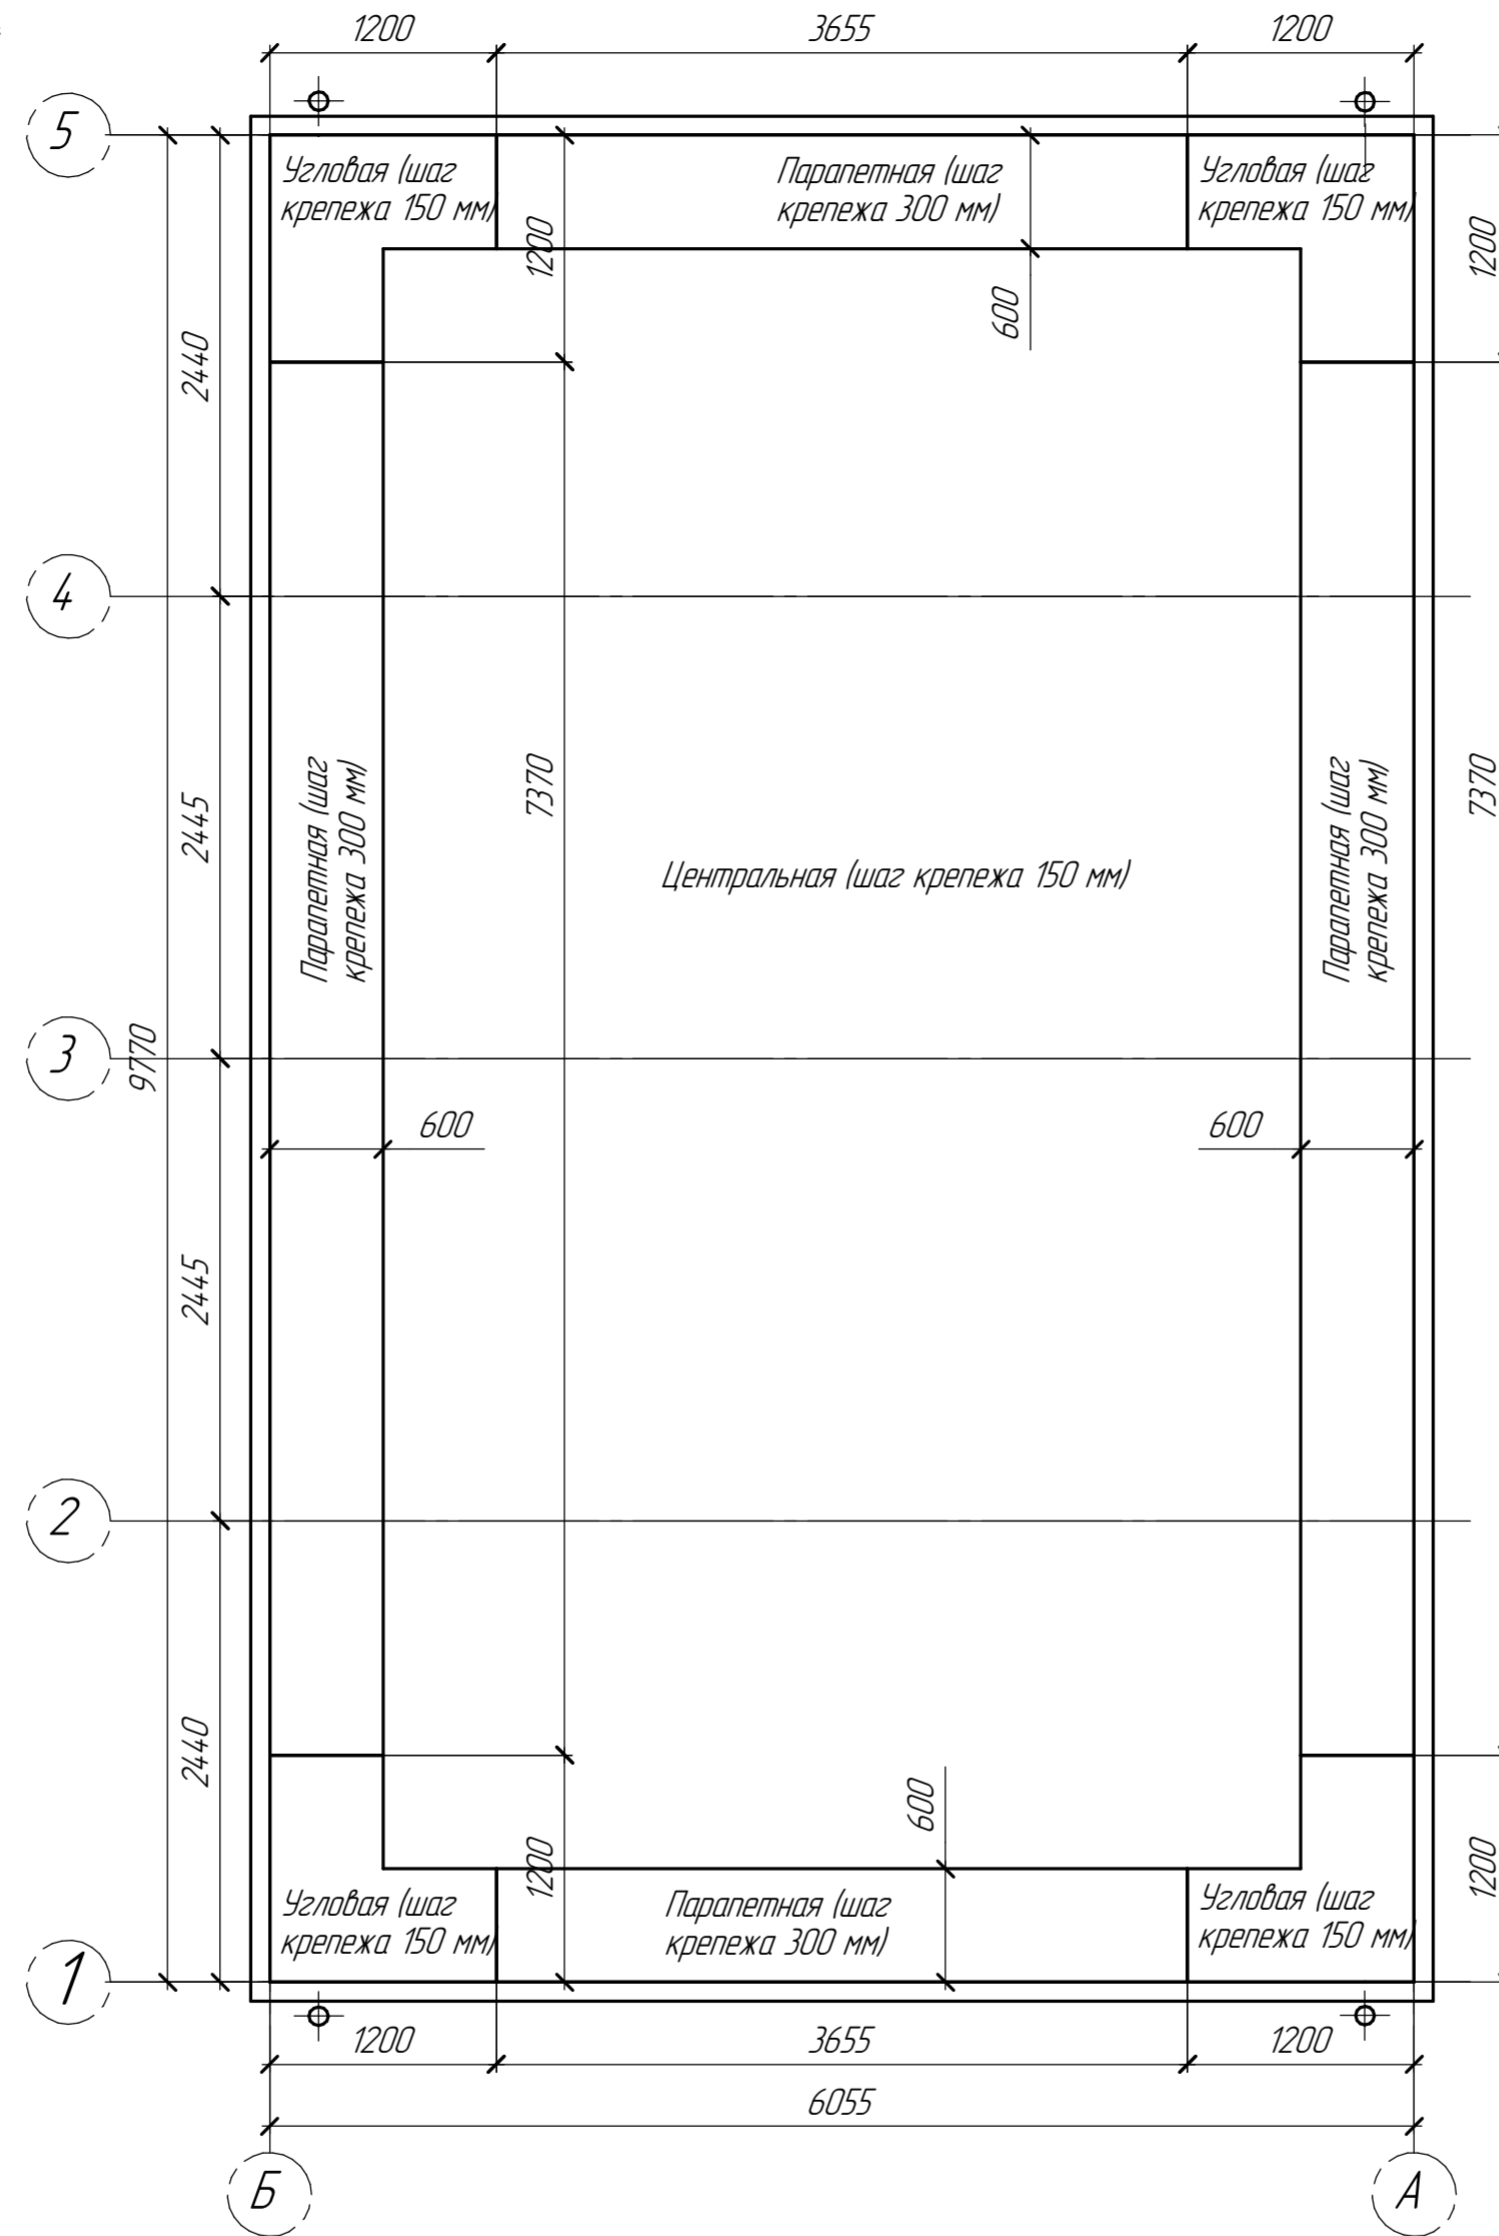 1200 3655 1200
5
Угловая (шаг
крепежа 150 мм)
Парапетная (шаг
крепежа 300 мм)
Угловая (шаг
крепежа 150 мм)
1200
1200
600
2440
4
Парапетная (шаг
крепежа 300 мм)
7370
2445
Центральная (шаг крепежа 150 мм)
Парапетная (шаг
крепежа 300 мм)
7370
3
9770
600
600
2445
2
2440
600
1200
1200
Угловая (шаг
крепежа 150 мм)
Парапетная (шаг
крепежа 300 мм)
Угловая (шаг
крепежа 150 мм)
1
1200 3655 1200
6055
Б
А